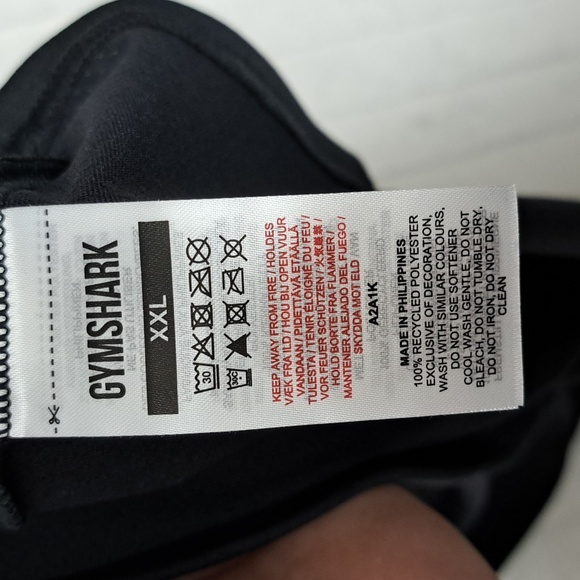 GYMSHARK
XXL
30
30°C
KEEP AWAY FROM FIRE / HOLDES
VÆK FRA ILD / HOU BIJ OPEN VUUR
VANDAAN / PIDETTÄVÄ ETÄÄLLÄ
TULESTA / TENIR ÉLOIGNÉ DU FEU /
VOR FEUER SCHÜTZEN / 火気厳禁 /
HOLD BORTE FRA FLAMMER /
MANTENER ALEJADO DEL FUEGO /
SKYDDA MOT ELD
A2A1K
MADE IN PHILIPPINES
100% RECYCLED POLYESTER
EXCLUSIVE OF DECORATION,
WASH WITH SIMILAR COLOURS,
DO NOT USE SOFTENER
COOL WASH GENTLE, DO NOT
BLEACH, DO NOT TUMBLE DRY,
DO NOT IRON, DO NOT DRY
CLEAN